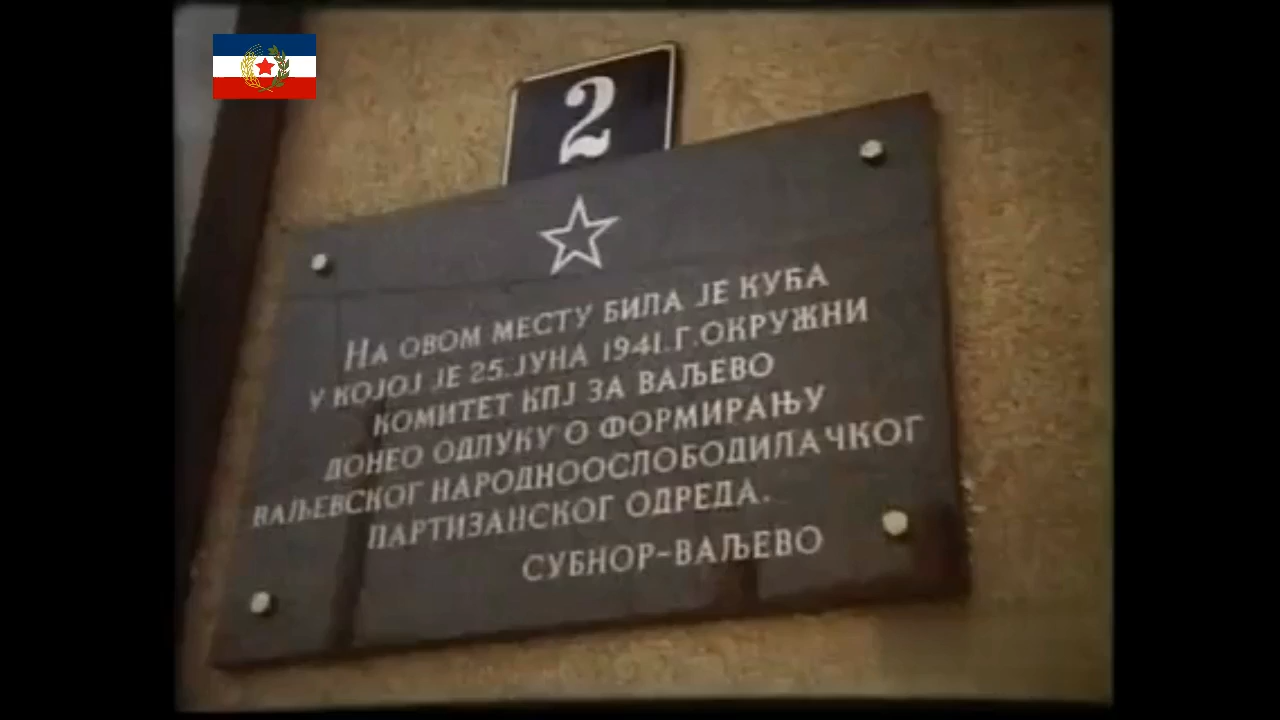 2
На овом месту била је кућа
у којој је 25. јуна 1941. г. окружни
комитет КПЈ за Ваљево
донео одлуку о формирању
Ваљевског народноослободилачког
партизанског одреда.
СУБНОР-ВАЉЕВО